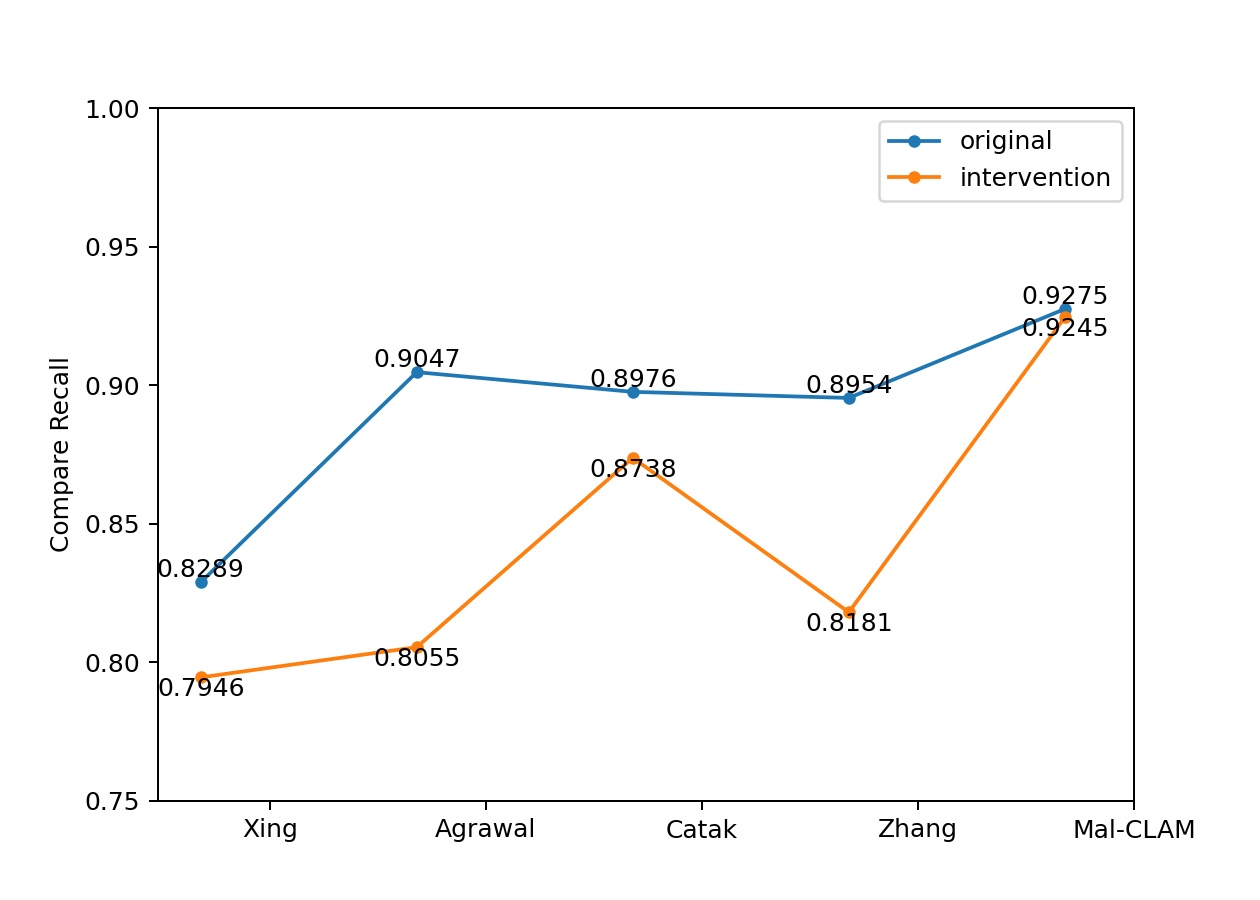 1.00
0.95
0.90
0.85
0.80
0.75
Compare Recall
original
intervention
0.8289
0.9047
0.8976
0.8954
0.9275
0.7946
0.8055
0.8738
0.8181
0.9245
Xing
Agrawal
Catak
Zhang
Mal-CLAM